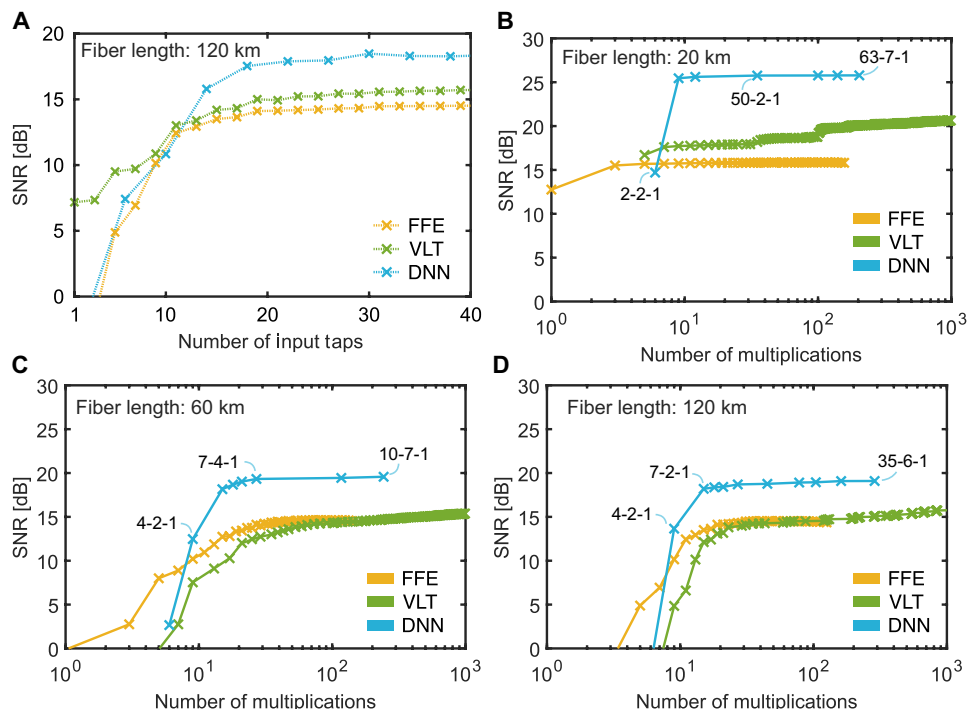 A
Fiber length: 120 km
SNR [dB]
20
15
10
5
0
1
10
20
30
40
Number of input taps
FFE
VLT
DNN
B
Fiber length: 20 km
SNR [dB]
30
25
20
15
10
5
0
63-7-1
50-2-1
2-2-1
FFE
VLT
DNN
10^0
10^1
10^2
10^3
Number of multiplications
C
Fiber length: 60 km
SNR [dB]
30
25
20
15
10
5
0
7-4-1
10-7-1
4-2-1
FFE
VLT
DNN
10^0
10^1
10^2
10^3
Number of multiplications
D
Fiber length: 120 km
SNR [dB]
30
25
20
15
10
5
0
7-2-1
35-6-1
4-2-1
FFE
VLT
DNN
10^0
10^1
10^2
10^3
Number of multiplications